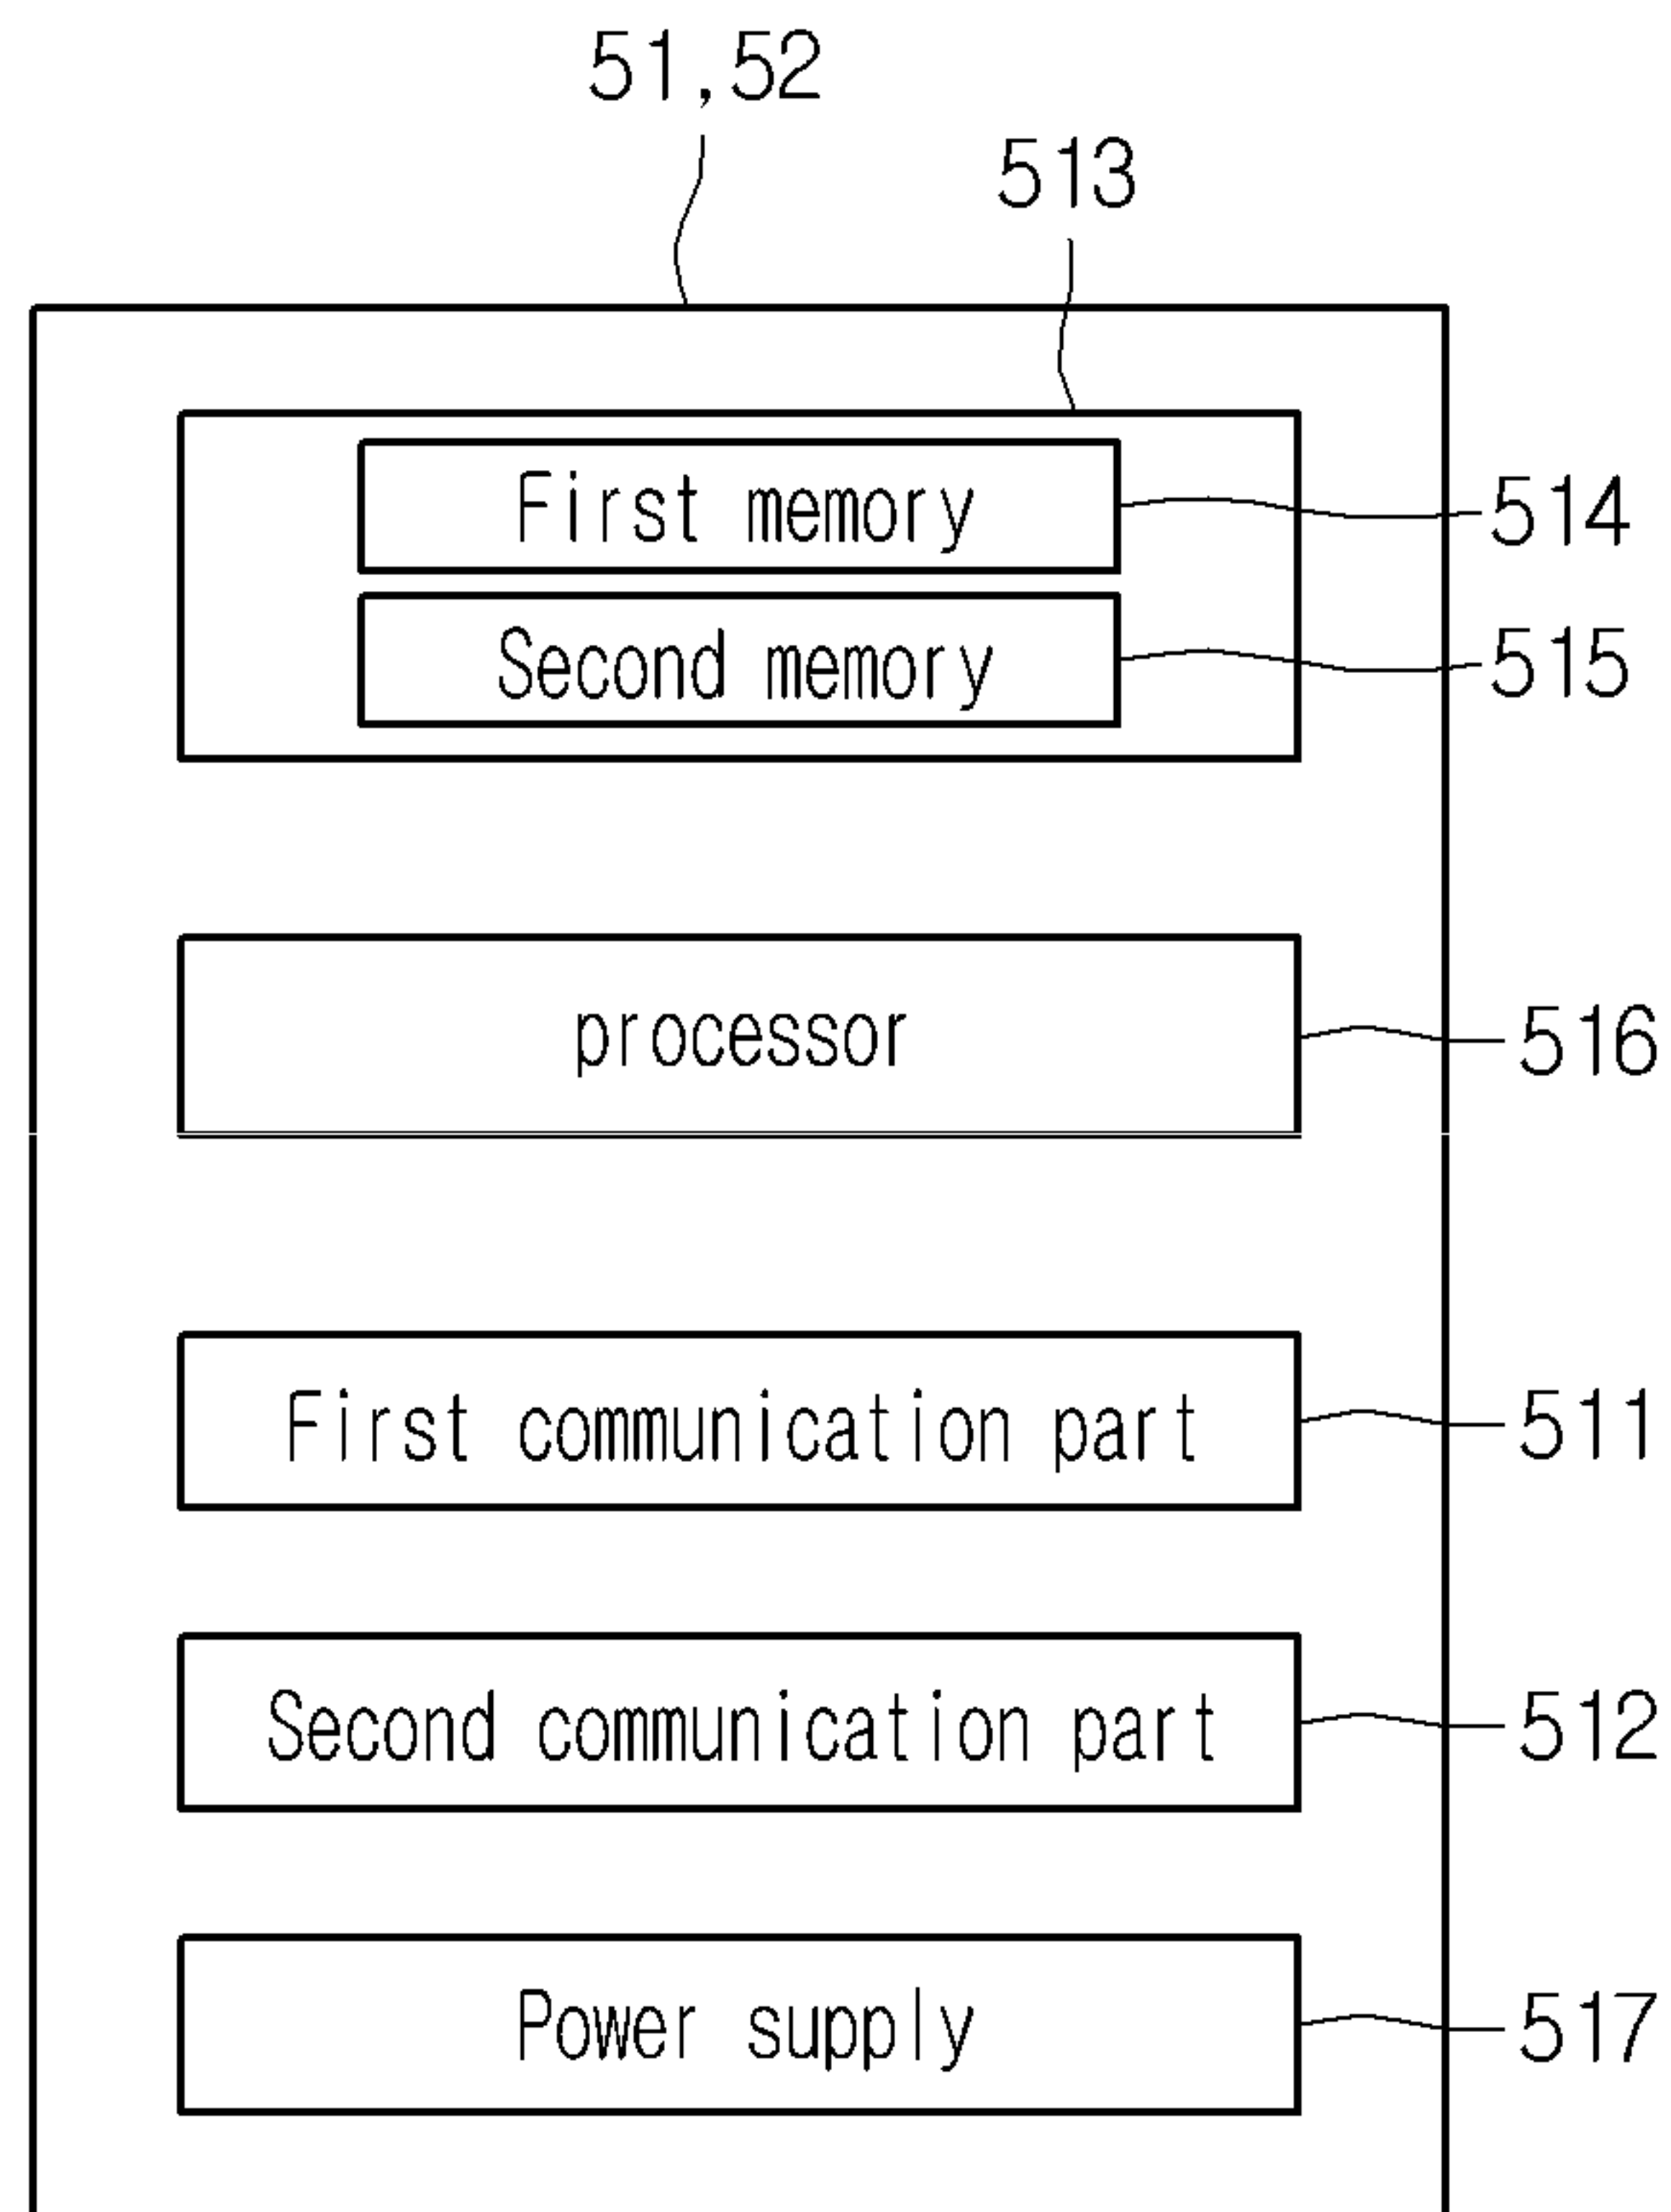 51,52
513
First memory
514
Second memory
515
processor
516
First communication part
511
Second communication part
512
Power supply
517